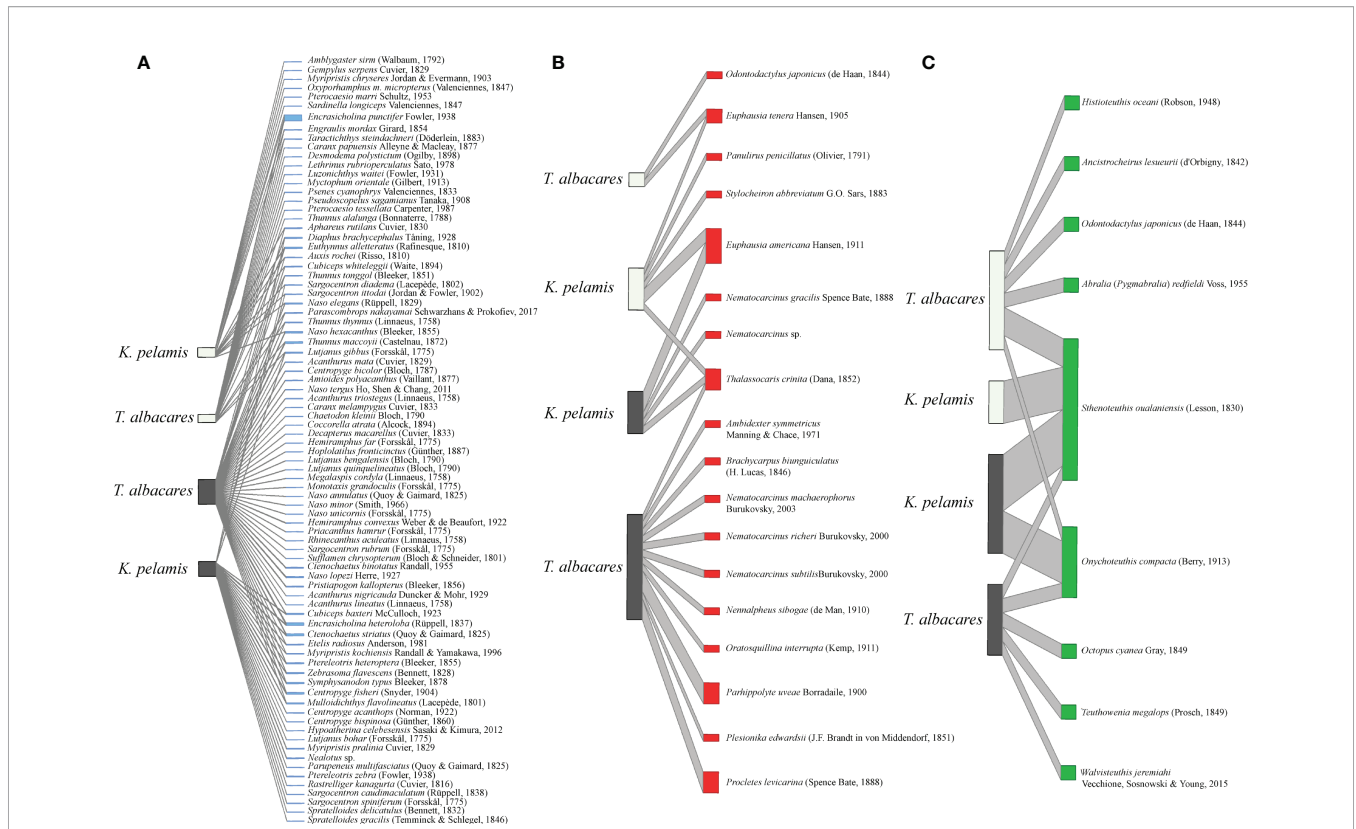 A
Amblygaster sirm (Walbaum, 1792)
Gempylus serpens Cuvier, 1829
Myripristis chryseres Jordan & Evermann, 1903
Oxyporhamphus m. micropterus (Valenciennes, 1847)
Pterocaesio marri Schultz, 1953
Sardinella longiceps Valenciennes, 1847
Encrasicholina punctifer Fowler, 1938
Engraulis mordax Girard, 1854
Taractichthys steindachneri (Döderlein, 1883)
Caranx papuensis Alleyne & Macleay, 1877
Desmodema polystictum (Ogilby, 1898)
Lethrinus rubrioperculatus Sato, 1978
Luzonichthys waitei (Fowler, 1931)
Myctophum orientale (Gilbert, 1913)
Psenes cyanophrys Valenciennes, 1833
Pseudoscopelus sagamianus Tanaka, 1908
Pterocaesio tessellata Carpenter, 1987
Thunnus alalunga (Bonnaterre, 1788)
Aphareus rutilans Cuvier, 1830
Diaphus brachycephalus Tåning, 1928
Euthynnus alletteratus (Rafinesque, 1810)
Auxis rochei (Risso, 1810)
Cubiceps whiteleggii (Waite, 1894)
Thunnus tonggol (Bleeker, 1851)
Sargocentron diadema (Lacepède, 1802)
Sargocentron ittodai (Jordan & Fowler, 1902)
Naso elegans (Rüppell, 1829)
Parascombrops nakayamai Schwarzhans & Prokofiev, 2017
Thunnus thynnus (Linnaeus, 1758)
Naso hexacanthus (Bleeker, 1855)
Thunnus maccoyii (Castelnau, 1872)
Lutjanus gibbus (Forsskål, 1775)
Acanthurus mata (Cuvier, 1829)
Centropyge bicolor (Bloch, 1787)
Amioides polyacanthus (Vaillant, 1877)
Naso tergus Ho, Shen & Chang, 2011
Acanthurus triostegus (Linnaeus, 1758)
Caranx melampygus Cuvier, 1833
Chaetodon kleinii Bloch, 1790
Coccorella atrata (Alcock, 1894)
Decapterus macarellus (Cuvier, 1833)
Hemiramphus far (Forsskål, 1775)
Hoplolatilus fronticinctus (Günther, 1887)
Lutjanus bengalensis (Bloch, 1790)
Lutjanus quinquelineatus (Bloch, 1790)
Megalaspis cordyla (Linnaeus, 1758)
Monotaxis grandoculis (Forsskål, 1775)
Naso annulatus (Quoy & Gaimard, 1825)
Naso minor (Smith, 1966)
Naso unicornis (Forsskål, 1775)
Hemiramphus convexus Weber & de Beaufort, 1922
Priacanthus hamrur (Forsskål, 1775)
Rhinecanthus aculeatus (Linnaeus, 1758)
Sargocentron rubrum (Forsskål, 1775)
Sufflamen chrysopterum (Bloch & Schneider, 1801)
Ctenochaetus binotatus Randall, 1955
Naso lopezi Herre, 1927
Pristiapogon kallopterus (Bleeker, 1856)
Acanthurus nigricauda Duncker & Mohr, 1929
Acanthurus lineatus (Linnaeus, 1758)
Cubiceps baxteri McCulloch, 1923
Encrasicholina heteroloba (Rüppell, 1837)
Ctenochaetus striatus (Quoy & Gaimard, 1825)
Etelis radiosus Anderson, 1981
Myripristis kochiensis Randall & Yamakawa, 1996
Ptereleotris heteroptera (Bleeker, 1855)
Zebrasoma flavescens (Bennett, 1828)
Symphysanodon typus Bleeker, 1878
Centropyge fisheri (Snyder, 1904)
Mulloidichthys flavolineatus (Lacepède, 1801)
Centropyge acanthops (Norman, 1922)
Centropyge bispinosa (Günther, 1860)
Hypoatherina celebesensis Sasaki & Kimura, 2012
Lutjanus bohar (Forsskål, 1775)
Myripristis pralinia Cuvier, 1829
Nealotus sp.
Parupeneus multifasciatus (Quoy & Gaimard, 1825)
Ptereleotris zebra (Fowler, 1938)
Rastrelliger kanagurta (Cuvier, 1816)
Sargocentron caudimaculatum (Rüppell, 1838)
Sargocentron spiniferum (Forsskål, 1775)
Spratelloides delicatulus (Bennett, 1832)
Spratelloides gracilis (Temminck & Schlegel, 1846)
K. pelamis
T. albacares
T. albacares
K. pelamis
B
Odontodactylus japonicus (de Haan, 1844)
Euphausia tenera Hansen, 1905
Panulirus penicillatus (Olivier, 1791)
Stylocheiron abbreviatum G.O. Sars, 1883
Euphausia americana Hansen, 1911
Nematocarcinus gracilis Spence Bate, 1888
Nematocarcinus sp.
Thalassocaris crinita (Dana, 1852)
Ambidexter symmetricus
Manning & Chace, 1971
Brachycarpus biunguiculatus
(H. Lucas, 1846)
Nematocarcinus machaerophorus
Burukovsky, 2003
Nematocarcinus richeri Burukovsky, 2000
Nematocarcinus subtilisBurukovsky, 2000
Nennalpheus sibogae (de Man, 1910)
Oratosquillina interrupta (Kemp, 1911)
Parhippolyte uveae Borradaile, 1900
Plesionika edwardsii (J.F. Brandt in von Middendorf, 1851)
Procletes levicarina (Spence Bate, 1888)
T. albacares
K. pelamis
K. pelamis
T. albacares
C
Histioteuthis oceani (Robson, 1948)
Ancistrocheirus lesueurii (d'Orbigny, 1842)
Odontodactylus japonicus (de Haan, 1844)
Abralia (Pygmabralia) redfieldi Voss, 1955
Sthenoteuthis oualaniensis (Lesson, 1830)
Onychoteuthis compacta (Berry, 1913)
Octopus cyanea Gray, 1849
Teuthowenia megalops (Prosch, 1849)
Walvisteuthis jeremiahi
Vecchione, Sosnowski & Young, 2015
T. albacares
K. pelamis
K. pelamis
T. albacares